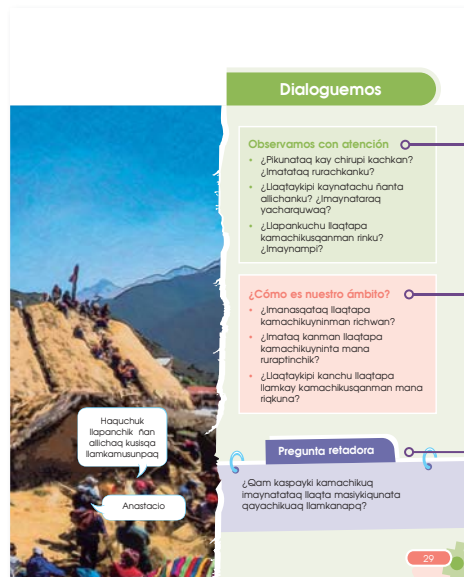 Dialoguemos
Observamos con atención
• ¿Pikunataq kay chirupi kachkan?
¿Imatataq rurachkanku?
• ¿Llaqtaykipi kaynatachu ñanta
allichanku? ¿Imaynataraq
yacharquwaq?
• ¿Llapankuchu llaqtapa
kamachikusqanman rinku?
¿Imaynampi?
¿Cómo es nuestro ámbito?
• ¿Imanasqataq llaqtapa
kamachikuyninman richwan?
• ¿Imataq kanman llaqtapa
kamachikuyninta mana
ruraptinchik?
• ¿Llaqtaykipi kanchu llaqtapa
llamkay kamachikusqanman mana
riqkuna?
Haquchuk
llapanchik ñan
allichaq kusisqa
llamkamusunpaq
Anastacio
Pregunta retadora
¿Qam kaspayki kamachikuq
imaynatataq llaqta masiykiqunata
qayachikuaq llamkanapq?
29